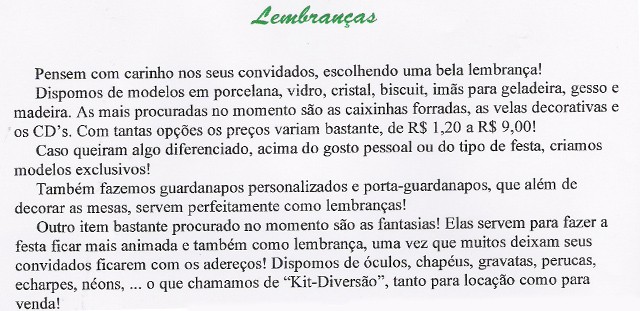 Lembranças
Pensem com carinho nos seus convidados, escolhendo uma bela lembrança!
Dispomos de modelos em porcelana, vidro, cristal, biscuit, imãs para geladeira, gesso e
madeira. As mais procuradas no momento são as caixinhas forradas, as velas decorativas e
os CD's. Com tantas opções os preços variam bastante, de R$ 1,20 a R$ 9,00!
Caso queiram algo diferenciado, acima do gosto pessoal ou do tipo de festa, criamos
modelos exclusivos!
Também fazemos guardanapos personalizados e porta-guardanapos, que além de
decorar as mesas, servem perfeitamente como lembranças!
Outro item bastante procurado no momento são as fantasias! Elas servem para fazer a
festa ficar mais animada e também como lembrança, uma vez que muitos deixam seus
convidados ficarem com os adereços! Dispomos de óculos, chapéus, gravatas, perucas,
echarpes, néons, ... o que chamamos de “Kit-Diversão”, tanto para locação como para
venda!